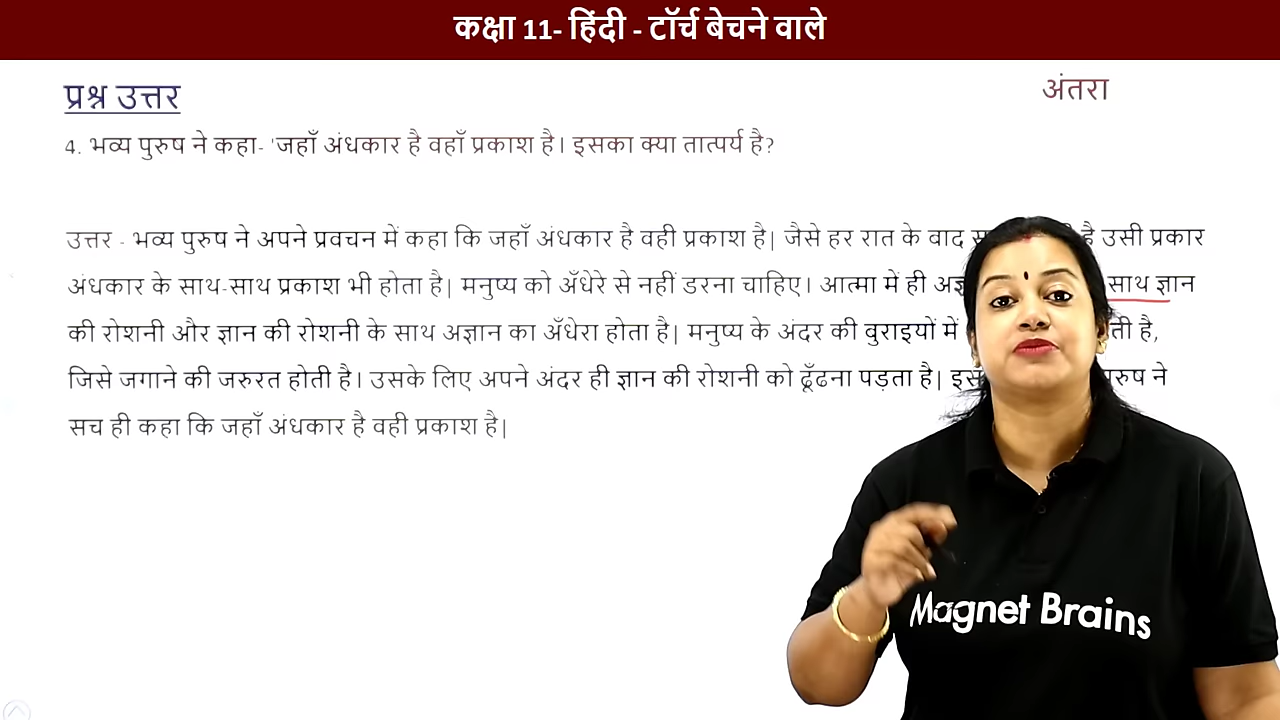 कक्षा 11- हिंदी - टॉर्च बेचने वाले
प्रश्न उत्तर
अंतरा
4. भव्य पुरुष ने कहा- 'जहाँ अंधकार है वहाँ प्रकाश है। इसका क्या तात्पर्य है?
उत्तर - भव्य पुरुष ने अपने प्रवचन में कहा कि जहाँ अंधकार है वही प्रकाश है| जैसे हर रात के बाद है उसी प्रकार
अंधकार के साथ-साथ प्रकाश भी होता है| मनुष्य को अँधेरे से नहीं डरना चाहिए। आत्मा में ही साथ ज्ञान
की रोशनी और ज्ञान की रोशनी के साथ अज्ञान का अँधेरा होता है| मनुष्य के अंदर की बुराइयों में है,
जिसे जगाने की जरुरत होती है। उसके लिए अपने अंदर ही ज्ञान की रोशनी को ढूँढना पड़ता है| ने
सच ही कहा कि जहाँ अंधकार है वही प्रकाश है|
Magnet Brains